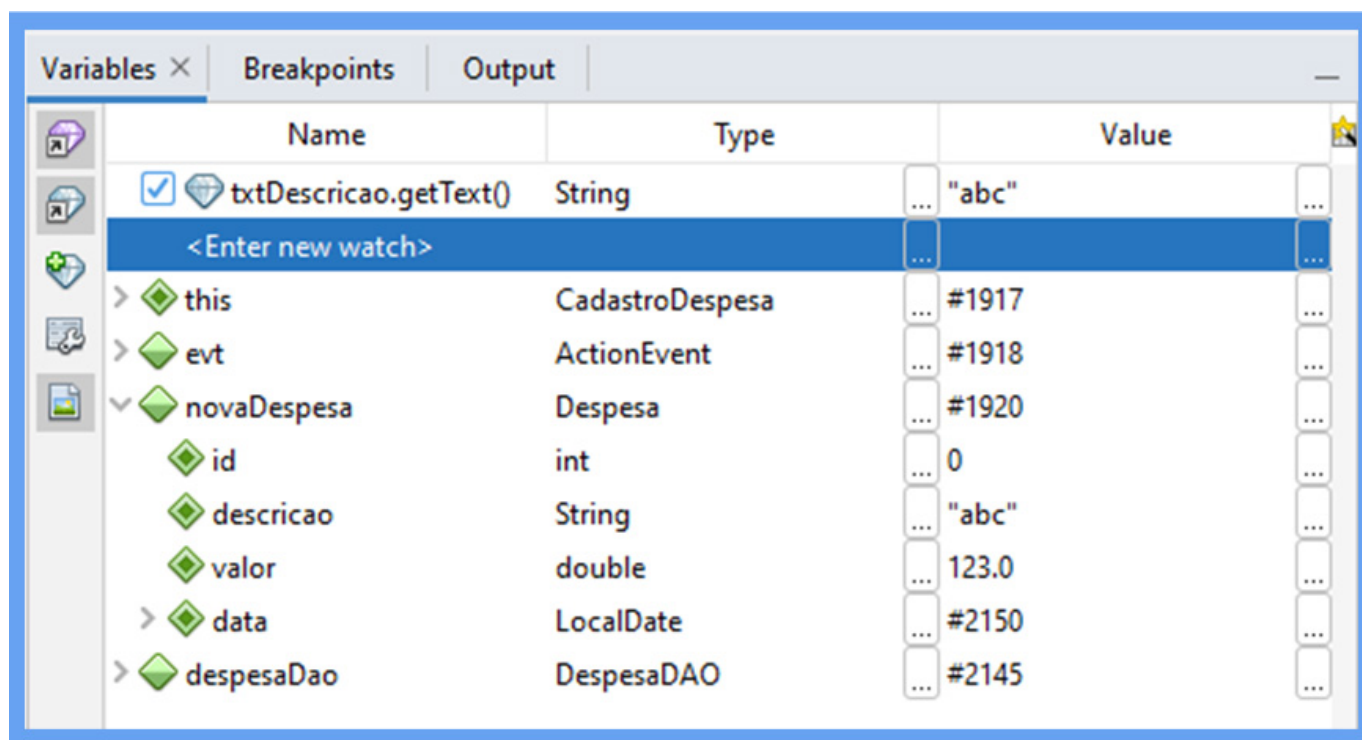 Variables × Breakpoints Output
Name Type Value
txtDescricao.getText() String ... "abc" ...
<Enter new watch> ... ...
this CadastroDespesa ... #1917 ...
evt ActionEvent ... #1918 ...
novaDespesa Despesa ... #1920 ...
id int ... 0 ...
descricao String ... "abc" ...
valor double ... 123.0 ...
data LocalDate ... #2150 ...
despesaDao DespesaDAO ... #2145 ...